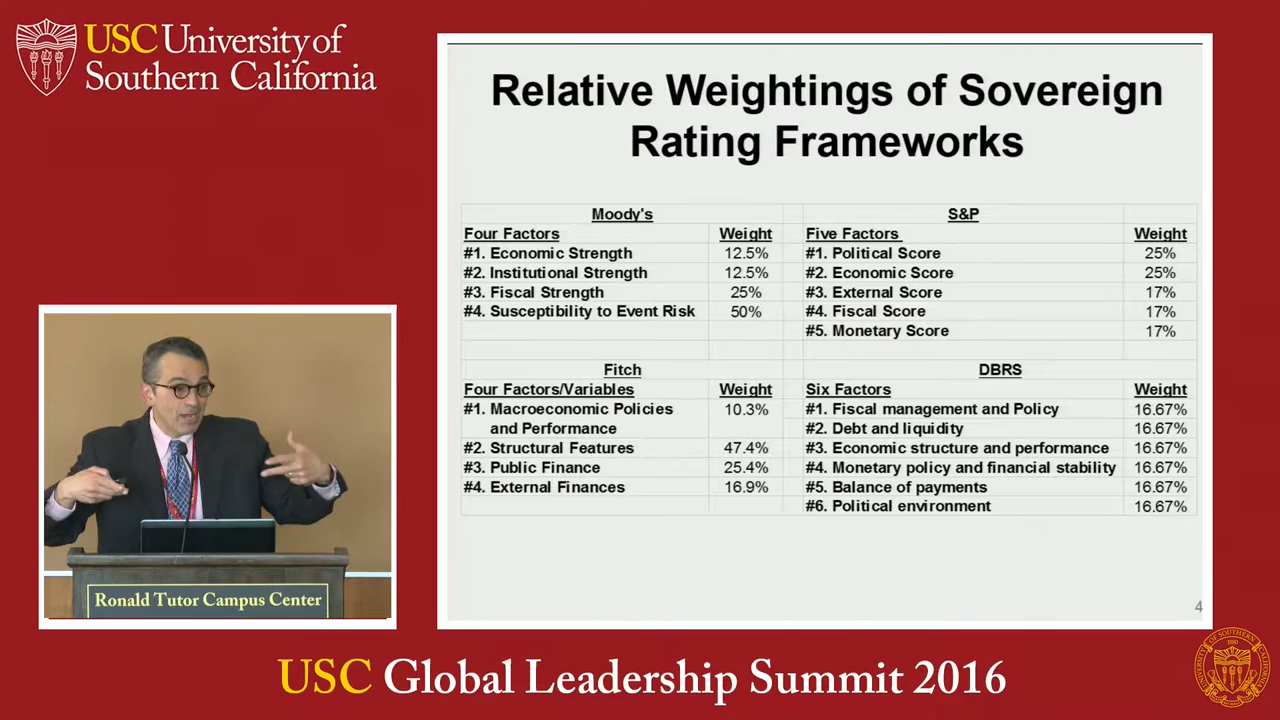 USC University of
Southern California
Relative Weightings of Sovereign
Rating Frameworks
Moody's
Four Factors Weight
#1. Economic Strength 12.5%
#2. Institutional Strength 12.5%
#3. Fiscal Strength 25%
#4. Susceptibility to Event Risk 50%
S&P
Five Factors Weight
#1. Political Score 25%
#2. Economic Score 25%
#3. External Score 17%
#4. Fiscal Score 17%
#5. Monetary Score 17%
Fitch
Four Factors/Variables Weight
#1. Macroeconomic Policies 10.3%
and Performance
#2. Structural Features 47.4%
#3. Public Finance 25.4%
#4. External Finances 16.9%
DBRS
Six Factors Weight
#1. Fiscal management and Policy 16.67%
#2. Debt and liquidity 16.67%
#3. Economic structure and performance 16.67%
#4. Monetary policy and financial stability 16.67%
#5. Balance of payments 16.67%
#6. Political environment 16.67%
4
Ronald Tutor Campus Center
USC Global Leadership Summit 2016